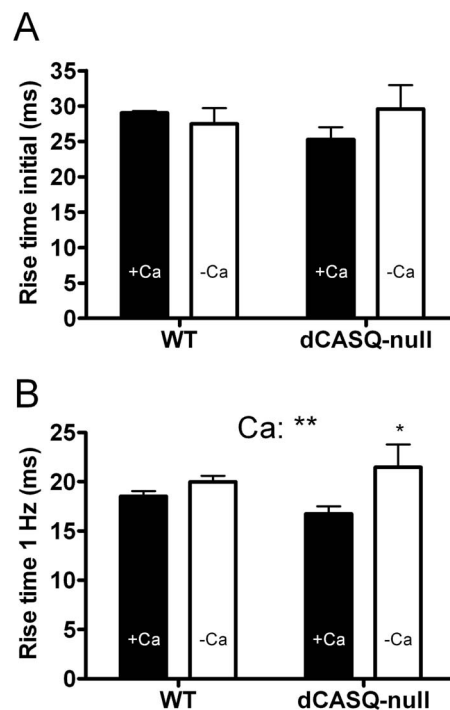 A
Rise time initial (ms)
35
30
25
20
15
10
5
0
+Ca
-Ca
+Ca
-Ca
WT
dCASQ-null
B
Rise time 1 Hz (ms)
Ca: **
*
25
20
15
10
5
0
+Ca
-Ca
+Ca
-Ca
WT
dCASQ-null